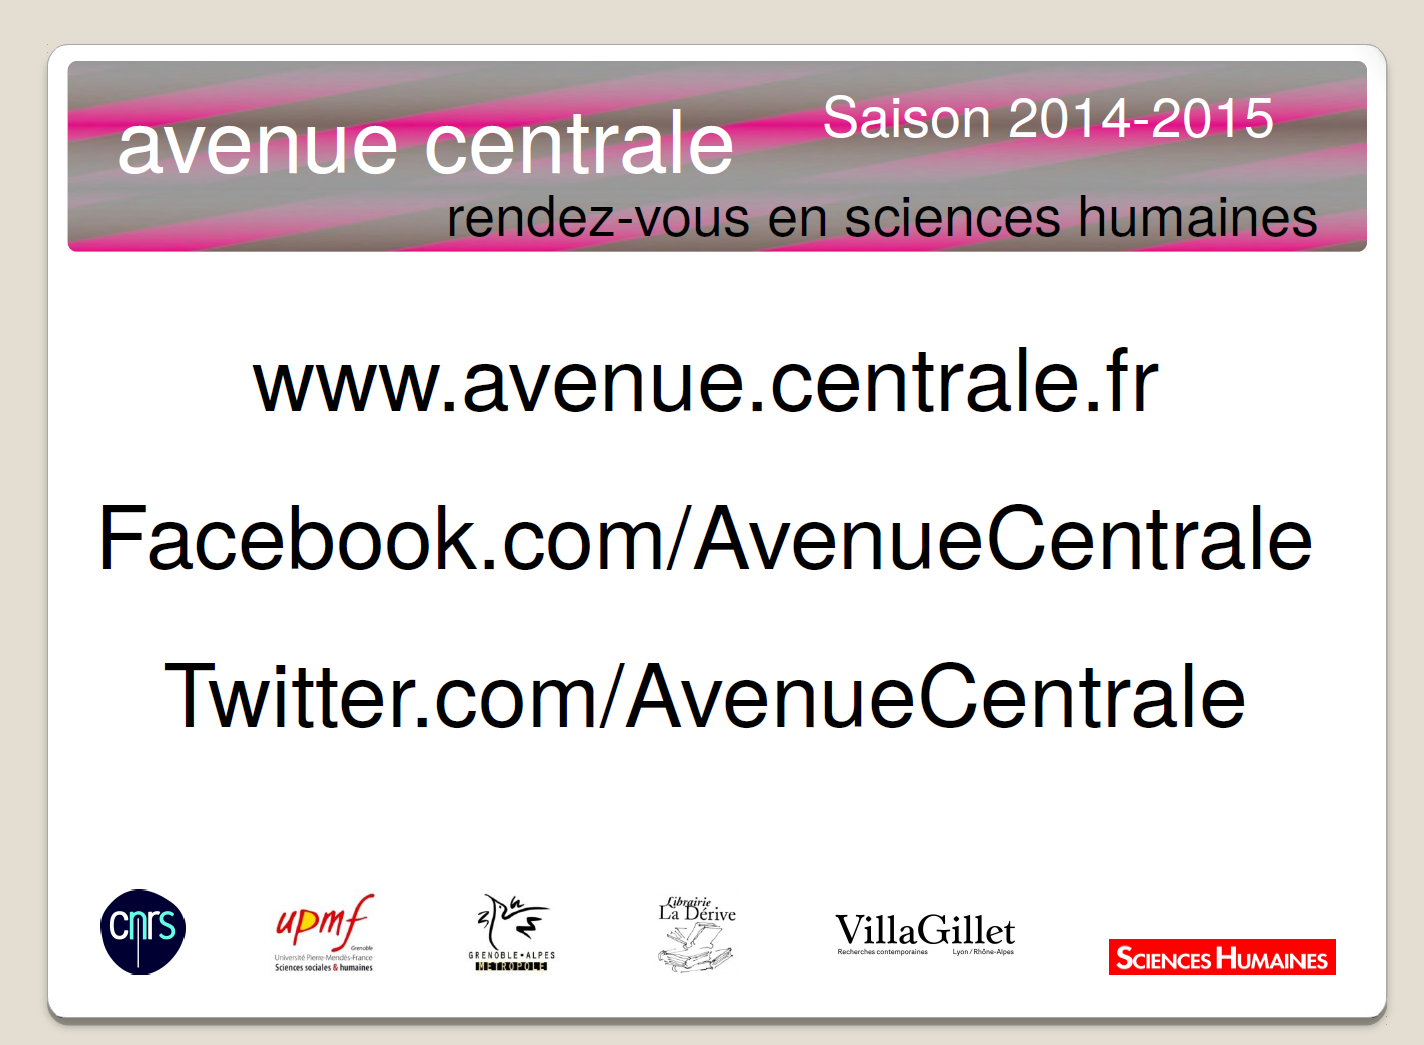 avenue centrale
Saison 2014-2015
rendez-vous en sciences humaines
www.avenue.centrale.fr
Facebook.com/AvenueCentrale
Twitter.com/AvenueCentrale
cnrs
upmf
Grenoble
Université Pierre-Mendès-France
Sciences sociales & humaines
GRENOBLE•ALPES
MÉTROPOLE
Librairie
La Dérive
VillaGillet
Recherches contemporaines Lyon / Rhône-Alpes
SCIENCES HUMAINES